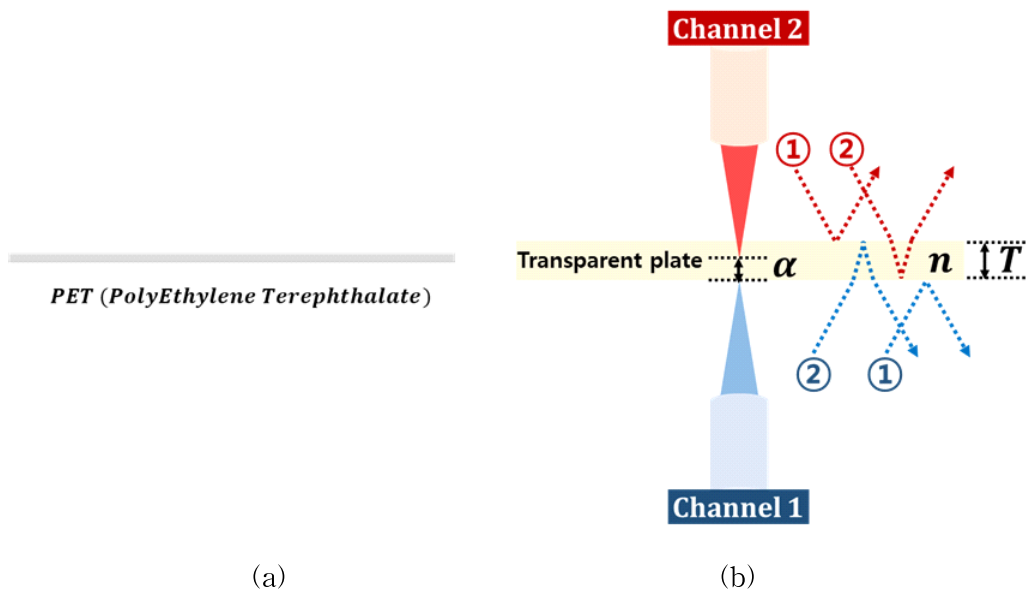 PET (PolyEthylene Terephthalate)
(a)
Channel 2
① ②
Transparent plate α n T
② ①
Channel 1
(b)